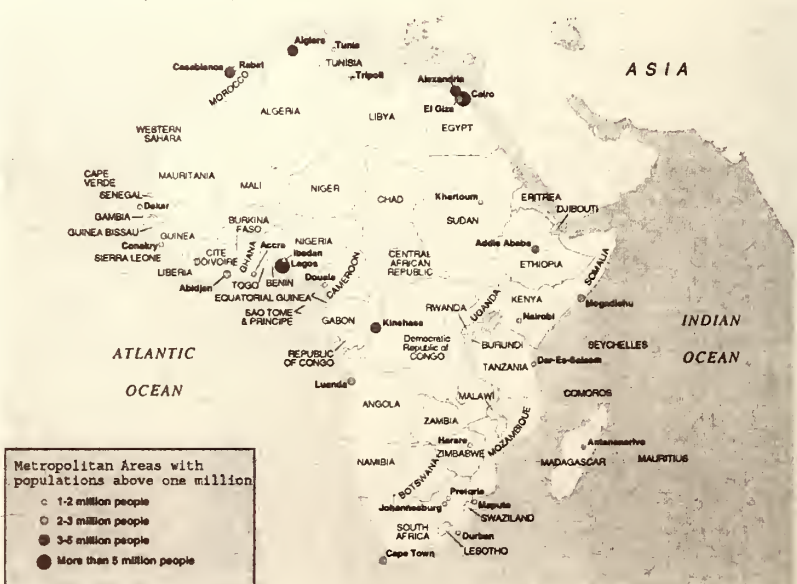 Algiers
Tunis
Casablanca
Rabat
TUNISIA
Tripoli
MOROCCO
Alexandria
Cairo
El Giza
ASIA
ALGERIA
LIBYA
EGYPT
WESTERN
SAHARA
CAPE
VERDE
MAURITANIA
MALI
NIGER
CHAD
Khartoum
SUDAN
ERITREA
DJIBOUTI
SENEGAL
Dakar
GAMBIA
GUINEA BISSAU
GUINEA
Conakry
SIERRA LEONE
LIBERIA
CITE
DOIVOIRE
Abidjan
BURKINA
FASO
GHANA
Accra
TOGO
BENIN
NIGERIA
Ibadan
Lagos
Douala
CAMEROON
EQUATORIAL GUINEA
SAO TOME
& PRINCIPE
CENTRAL
AFRICAN
REPUBLIC
Addis Ababa
ETHIOPIA
SOMALIA
Mogadishu
GABON
Kinshasa
REPUBLIC
OF CONGO
Democratic
Republic of
CONGO
RWANDA
UGANDA
KENYA
Nairobi
BURUNDI
TANZANIA
Dar-Es-Salaam
SEYCHELLES
INDIAN
OCEAN
ATLANTIC
OCEAN
Luanda
ANGOLA
ZAMBIA
MALAWI
MOZAMBIQUE
COMOROS
Harare
ZIMBABWE
NAMIBIA
BOTSWANA
Antananarivo
MADAGASCAR
MAURITIUS
Pretoria
Johannesburg
Maputo
SWAZILAND
SOUTH
AFRICA
Durban
LESOTHO
Cape Town
Metropolitan Areas with
populations above one million
1-2 million people
2-3 million people
3-5 million people
More than 5 million people